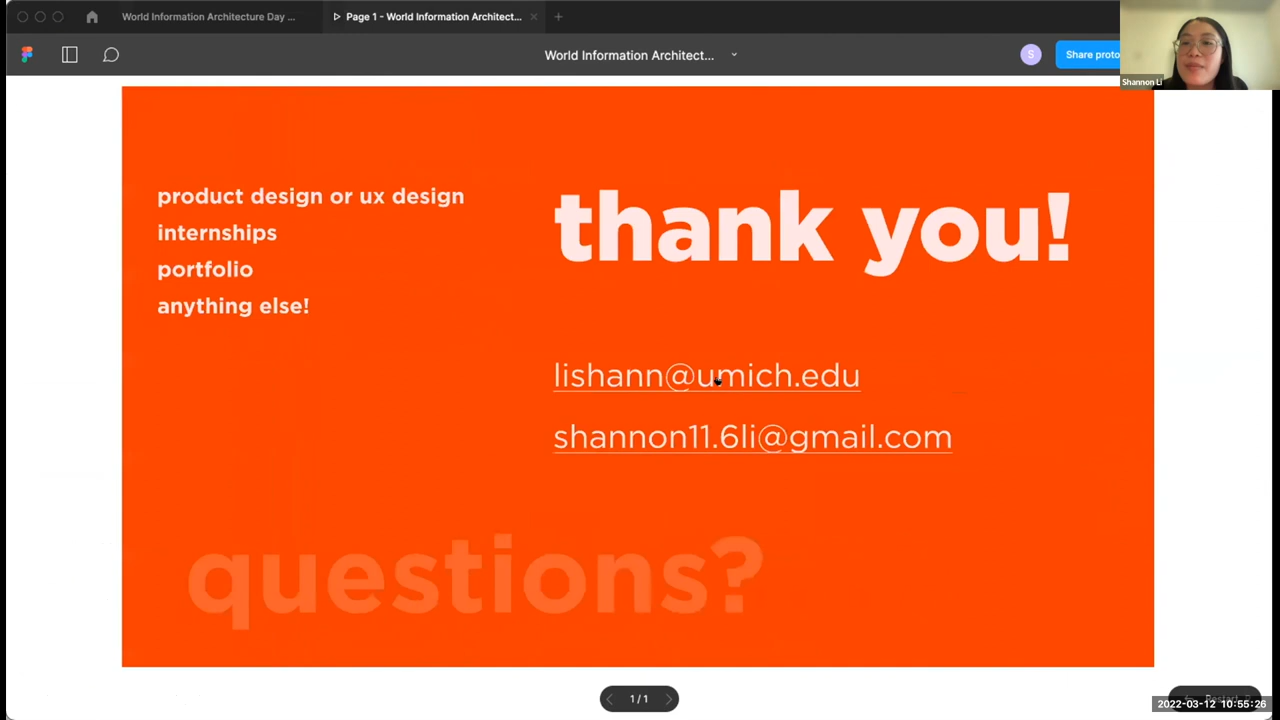 World Information Architecture Day ...
Page 1 - World Information Architect...
World Information Architect...
S
Share proto
Shannon Li
product design or ux design
internships
portfolio
anything else!
thank you!
lishann@umich.edu
shannon11.6li@gmail.com
questions?
1 / 1
Restart
2022-03-12 10:55:26